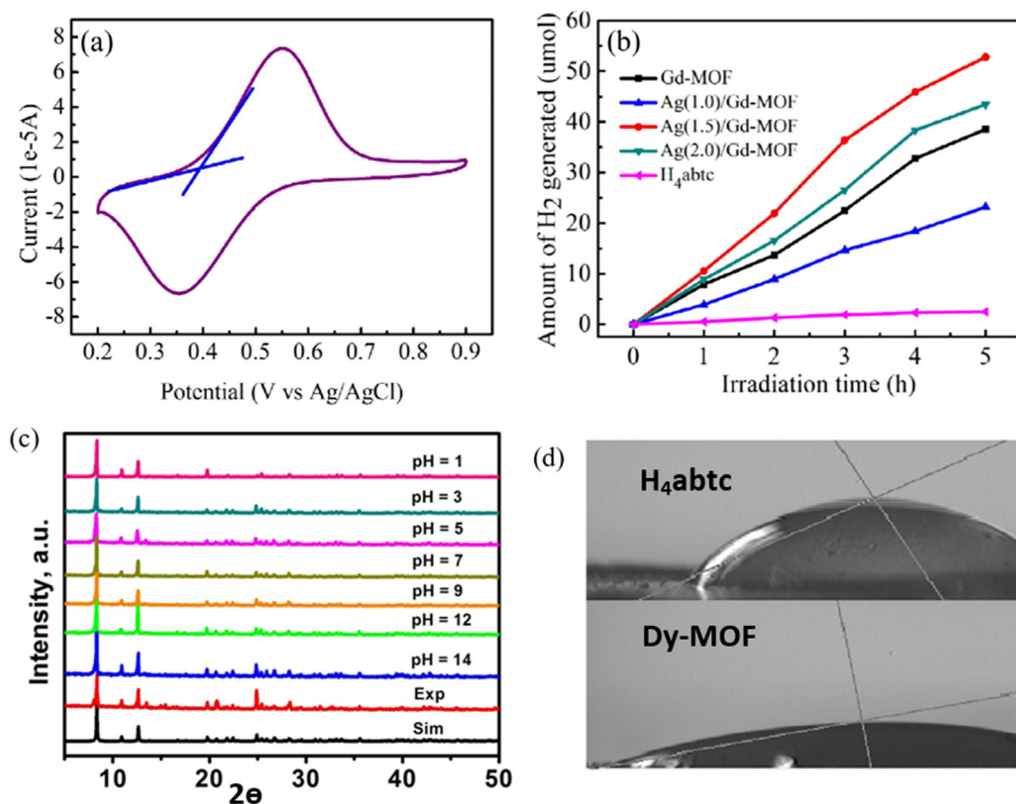 (a)
8
6
4
2
0
-2
-4
-6
-8
Current (1e-5A)
0.2 0.3 0.4 0.5 0.6 0.7 0.8 0.9
Potential (V vs Ag/AgCl)
(b)
60
50
40
30
20
10
0
Amount of H₂ generated (umol)
Gd-MOF
Ag(1.0)/Gd-MOF
Ag(1.5)/Gd-MOF
Ag(2.0)/Gd-MOF
H₄abtc
0 1 2 3 4 5
Irradiation time (h)
(c)
Intensity, a.u.
pH = 1
pH = 3
pH = 5
pH = 7
pH = 9
pH = 12
pH = 14
Exp
Sim
10 20 30 40 50
2ɵ
(d)
H₄abtc
Dy-MOF